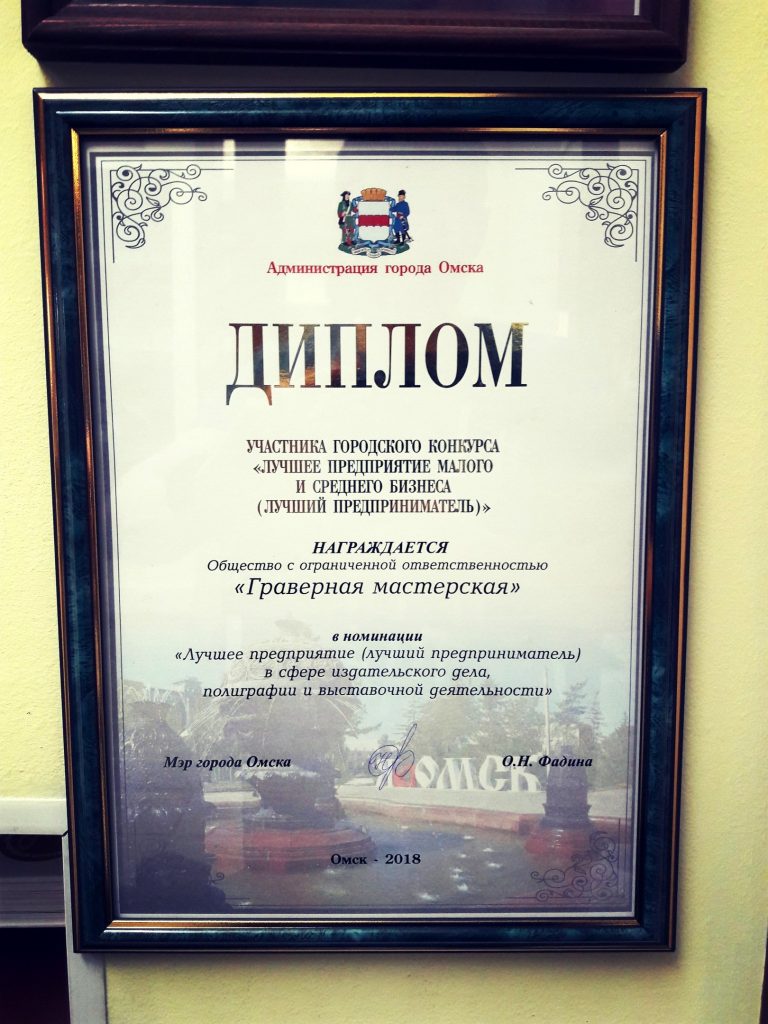 Администрация города Омска
ДИПЛОМ
УЧАСТНИКА ГОРОДСКОГО КОНКУРСА
«ЛУЧШЕЕ ПРЕДПРИЯТИЕ МАЛОГО
И СРЕДНЕГО БИЗНЕСА
(ЛУЧШИЙ ПРЕДПРИНИМАТЕЛЬ)»
НАГРАЖДАЕТСЯ
Общество с ограниченной ответственностью
«Граверная мастерская»
в номинации
«Лучшее предприятие (лучший предприниматель)
в сфере издательского дела,
полиграфии и выставочной деятельности»
Мэр города Омска О.Н. Фадина
ОМСК
Омск - 2018